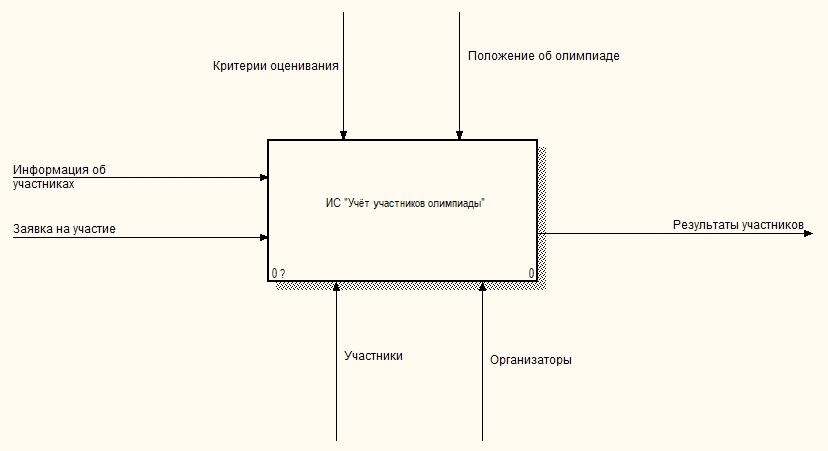 Положение об олимпиаде
Критерии оценивания
Информация об
участниках
ИС "Учёт участников олимпиады"
Заявка на участие
Результаты участников
0 ?
0
Участники
Организаторы